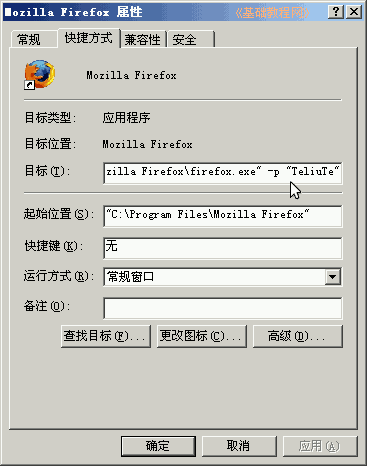 Mozilla Firefox 属性
《基础教程网》
常规 快捷方式 兼容性 安全
Mozilla Firefox
目标类型: 应用程序
目标位置: Mozilla Firefox
目标(T): zilla Firefox\firefox.exe" -p "TeliuTe"
起始位置(S): "C:\Program Files\Mozilla Firefox"
快捷键(K): 无
运行方式(R): 常规窗口
备注(O):
查找目标(F)... 更改图标(C)... 高级(D)...
确定 取消 应用(A)